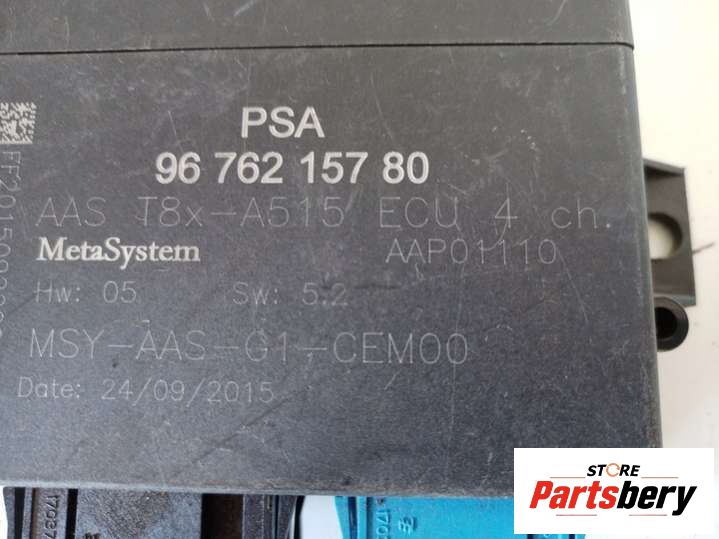 PSA
96 762 157 80
AAS T8x-A515 ECU 4 ch.
MetaSystem AAP01110
Hw: 05 Sw: 5.2
MSY-AAS-G1-CEM00
Date: 24/09/2015
STORE
Partsbery